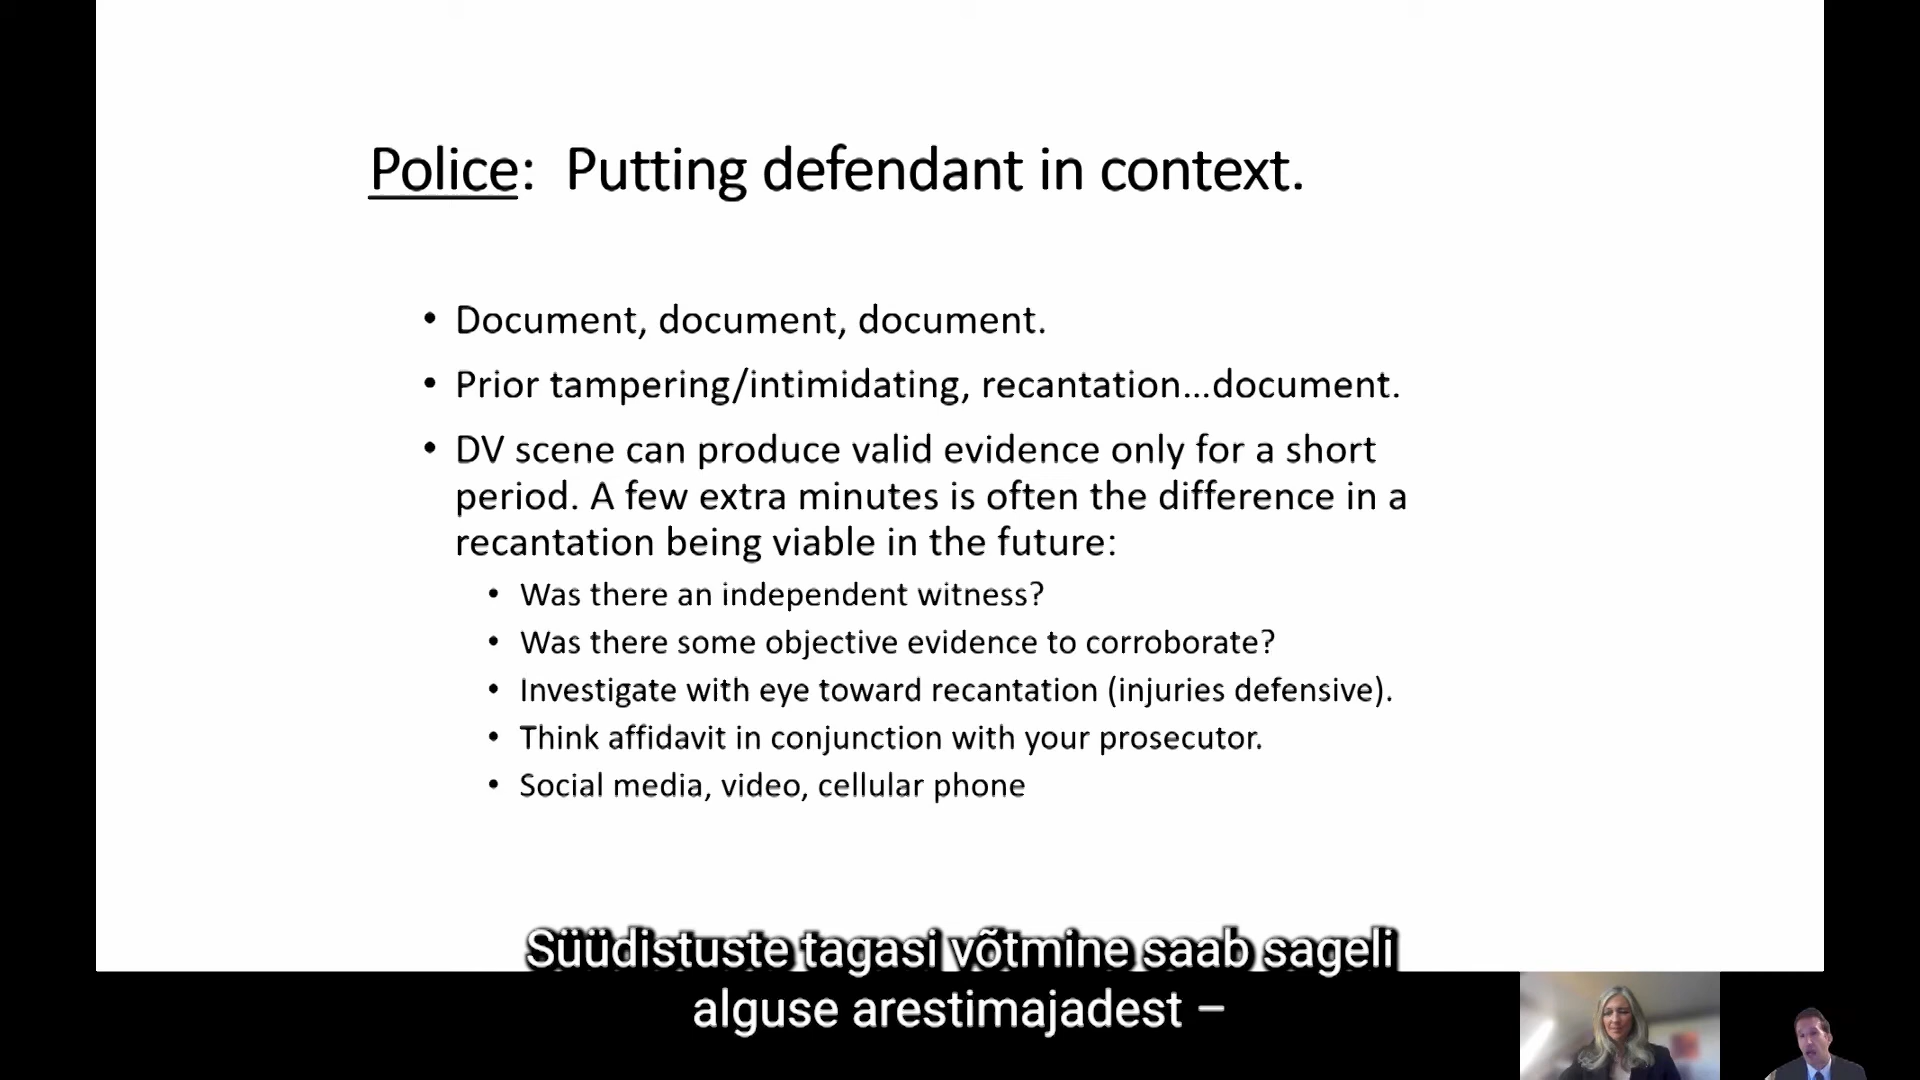 Police:  Putting defendant in context.
• Document, document, document.
• Prior tampering/intimidating, recantation...document.
• DV scene can produce valid evidence only for a short
period. A few extra minutes is often the difference in a
recantation being viable in the future:
• Was there an independent witness?
• Was there some objective evidence to corroborate?
• Investigate with eye toward recantation (injuries defensive).
• Think affidavit in conjunction with your prosecutor.
• Social media, video, cellular phone
Süüdistuste tagasi võtmine saab sageli
alguse arestimajadest –